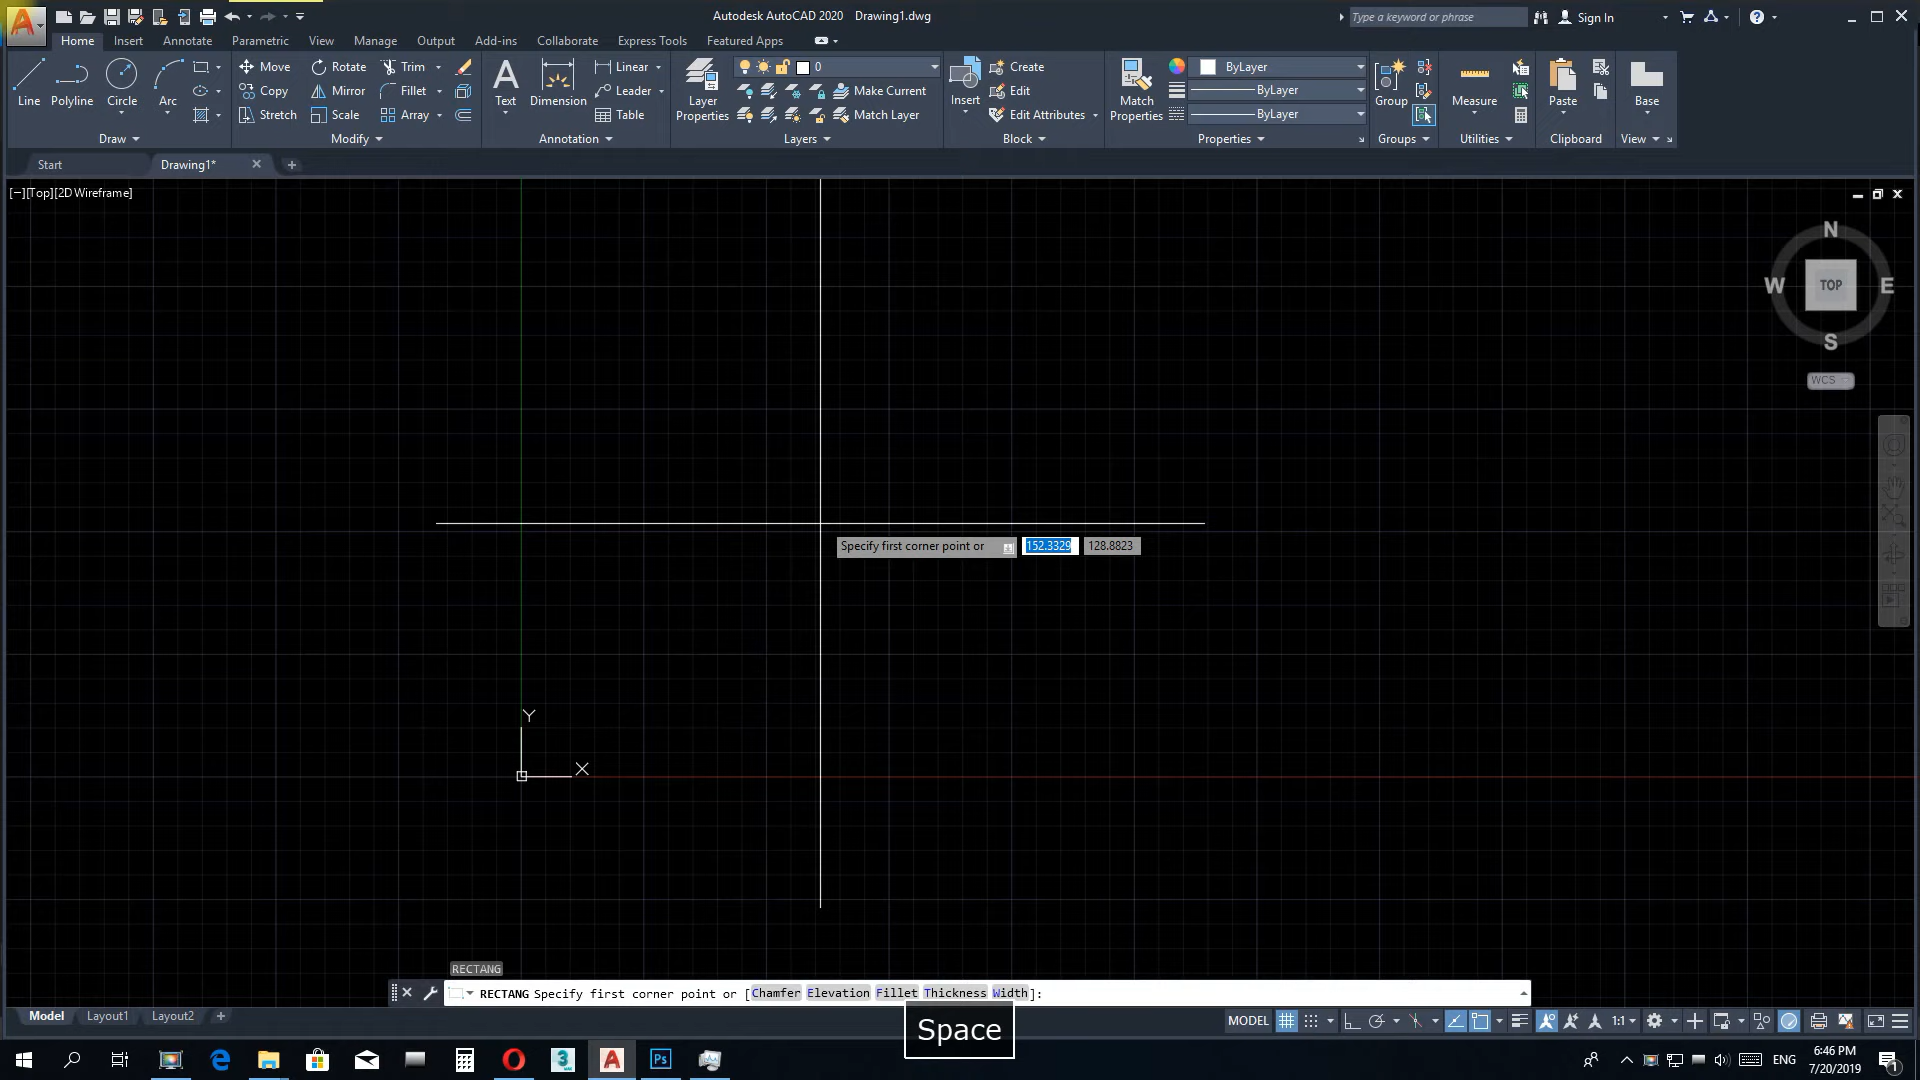 Autodesk AutoCAD 2020 Drawing1.dwg
Type a keyword or phrase
Sign In
Home Insert Annotate Parametric View Manage Output Add-ins Collaborate Express Tools Featured Apps
Line Polyline Circle Arc
Move Rotate Trim
Copy Mirror Fillet
Stretch Scale Array
Text Dimension
Linear
Leader
Table
Layer Properties
0
Make Current
Match Layer
Insert
Create
Edit
Edit Attributes
Match Properties
ByLayer
ByLayer
ByLayer
Group Measure Paste Base
Draw Modify Annotation Layers Block Properties Groups Utilities Clipboard View
Start Drawing1*
[−][Top][2D Wireframe]
N
W TOP E
S
WCS
Specify first corner point or 152.3329 128.8823
Y
X
RECTANG
RECTANG Specify first corner point or [Chamfer Elevation Fillet Thickness Width]:
Model Layout1 Layout2
Space
MODEL 1:1
3
A
Ps
ENG
6:46 PM
7/20/2019
1